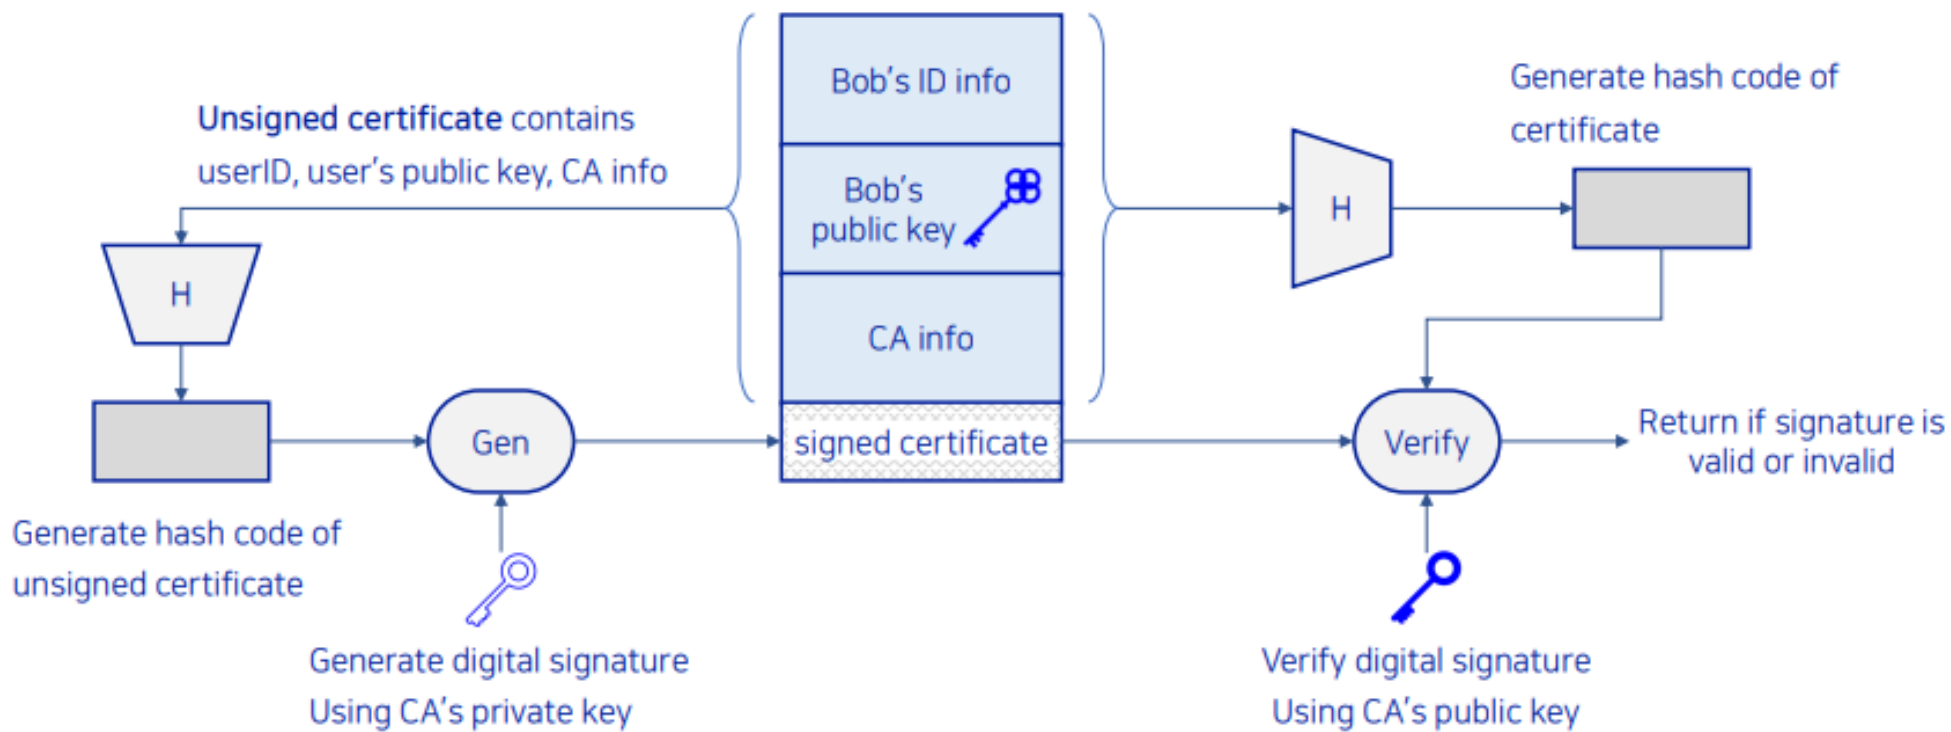 Unsigned certificate contains
userID, user's public key, CA info
H
Generate hash code of
unsigned certificate
Gen
Generate digital signature
Using CA's private key
Bob's ID info
Bob's
public key
CA info
signed certificate
H
Generate hash code of
certificate
Verify
Return if signature is
valid or invalid
Verify digital signature
Using CA's public key